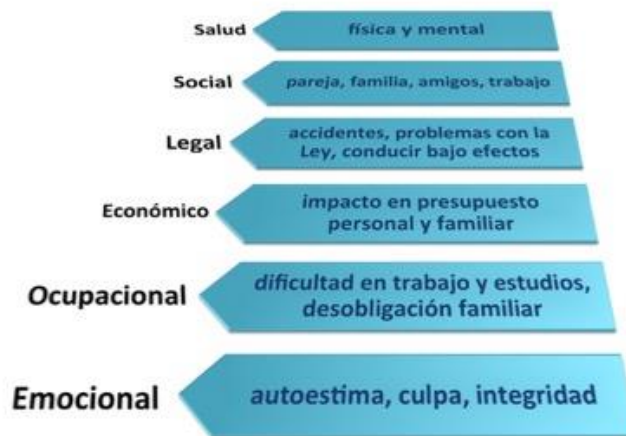 Salud
física y mental
Social
pareja, familia, amigos, trabajo
Legal
accidentes, problemas con la
Ley, conducir bajo efectos
Económico
impacto en presupuesto
personal y familiar
Ocupacional
dificultad en trabajo y estudios,
desobligación familiar
Emocional
autoestima, culpa, integridad